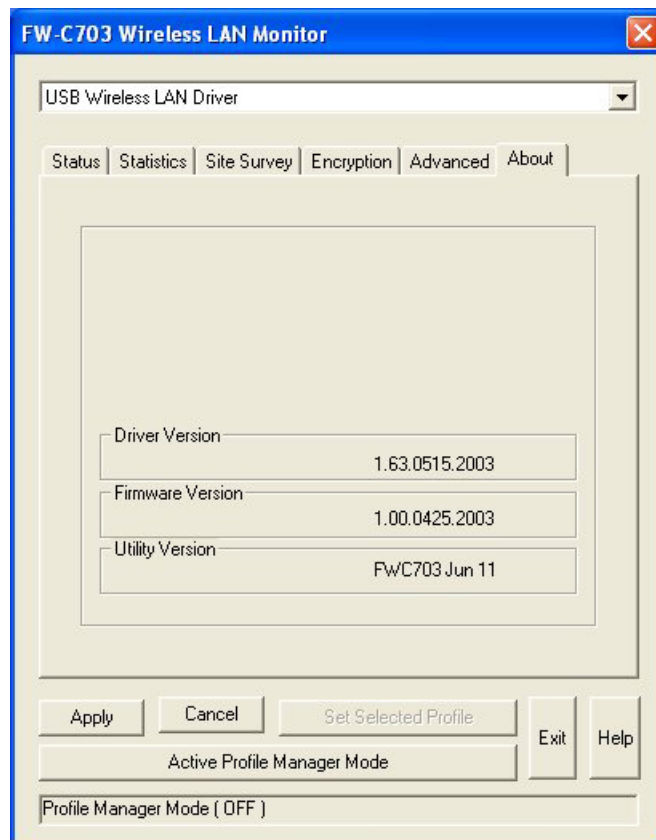 FW-C703 Wireless LAN Monitor
USB Wireless LAN Driver
Status Statistics Site Survey Encryption Advanced About
Driver Version
1.63.0515.2003
Firmware Version
1.00.0425.2003
Utility Version
FWC703 Jun 11
Apply Cancel Set Selected Profile Exit Help
Active Profile Manager Mode
Profile Manager Mode ( OFF )